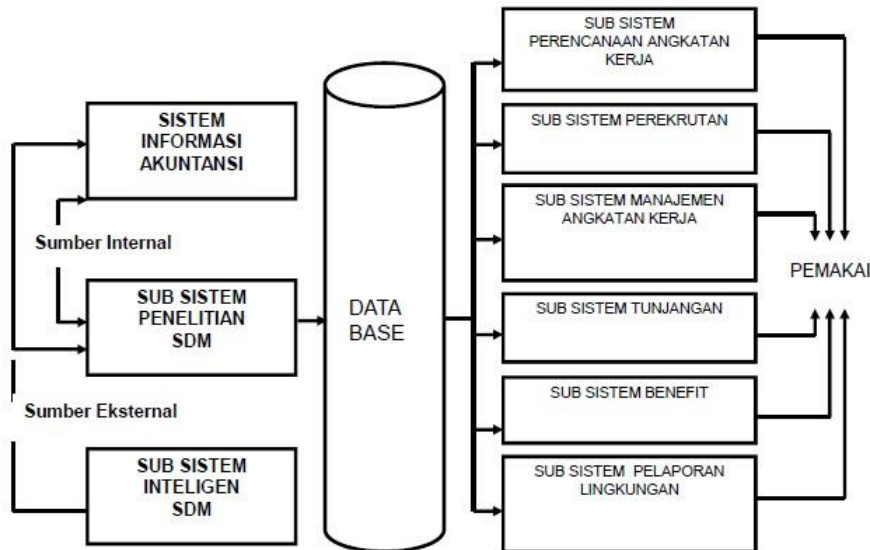 SISTEM
INFORMASI
AKUNTANSI
Sumber Internal
SUB SISTEM
PENELITIAN
SDM
Sumber Eksternal
SUB SISTEM
INTELIGEN
SDM
DATA
BASE
SUB SISTEM
PERENCANAAN ANGKATAN
KERJA
SUB SISTEM PEREKRUTAN
SUB SISTEM MANAJEMEN
ANGKATAN KERJA
SUB SISTEM TUNJANGAN
SUB SISTEM BENEFIT
SUB SISTEM PELAPORAN
LINGKUNGAN
PEMAKAI